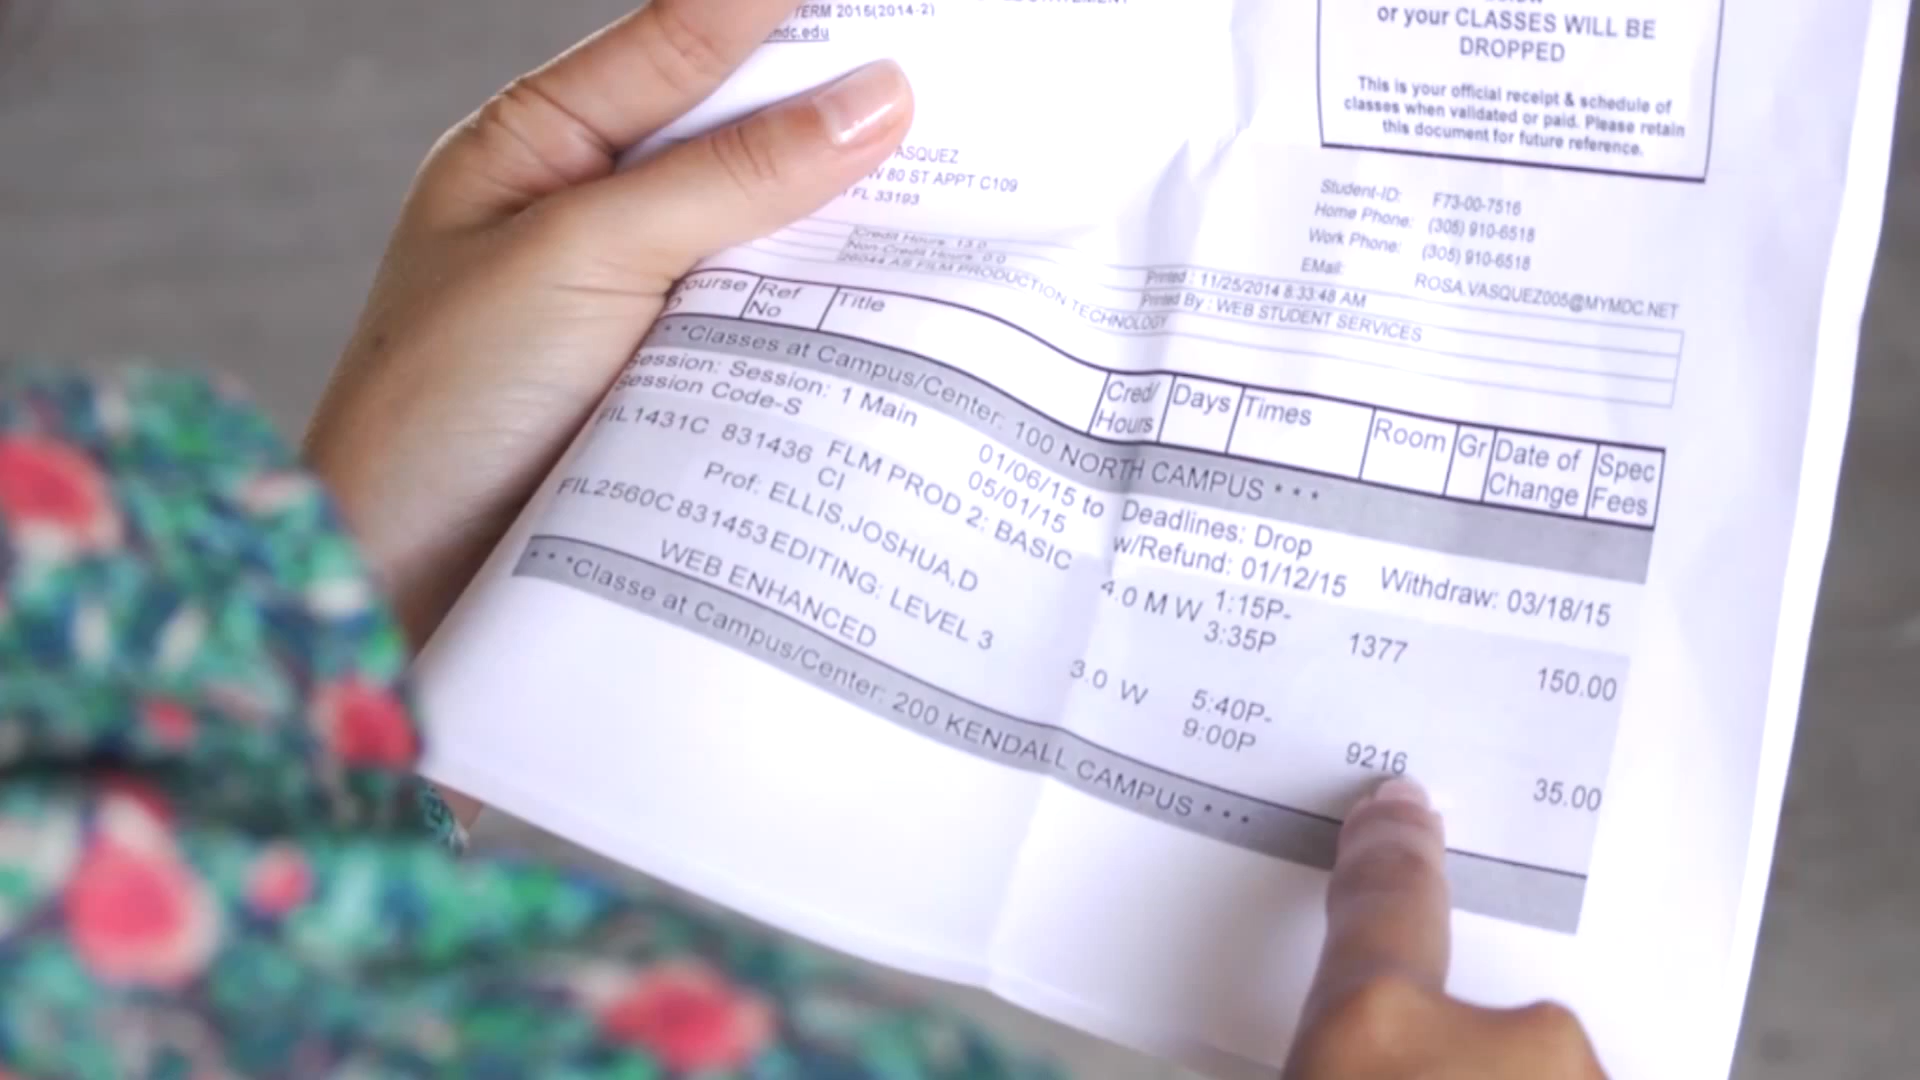 TERM 2015(2014-2)
mdc.edu
or your CLASSES WILL BE
DROPPED
This is your official receipt & schedule of
classes when validated or paid. Please retain
this document for future reference.
VASQUEZ
W 80 ST APPT C109
FL 33193
Student-ID: F73-00-7516
Home Phone: (305) 910-6518
Work Phone: (305) 910-6518
EMail: ROSA.VASQUEZ005@MYMDC.NET
Credit Hours 13.0
Non-Credit Hours 0.0
26044 AS FILM PRODUCTION TECHNOLOGY
Printed : 11/25/2014 8:33:48 AM
Printed By : WEB STUDENT SERVICES
Course Ref No Title Cred/ Hours Days Times Room Gr Date of Change Spec Fees
* *Classes at Campus/Center: 100 NORTH CAMPUS * * *
Session: Session: 1 Main 01/06/15 to Deadlines: Drop
Session Code-S 05/01/15 w/Refund: 01/12/15 Withdraw: 03/18/15
FIL1431C 831436 FLM PROD 2: BASIC 4.0 M W 1:15P- 1377 150.00
CI 3:35P
Prof: ELLIS,JOSHUA,D
FIL2560C 831453 EDITING: LEVEL 3 3.0 W 5:40P- 9216 35.00
WEB ENHANCED 9:00P
* * *Classe at Campus/Center: 200 KENDALL CAMPUS * * *